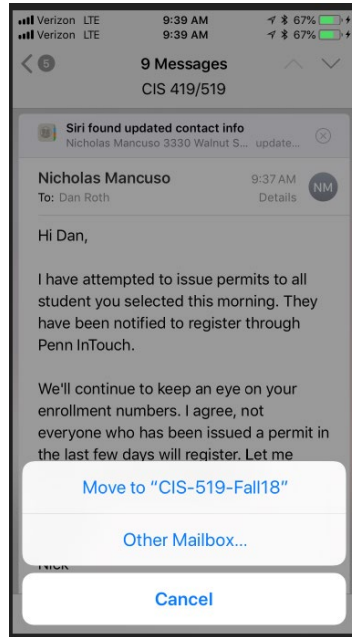 Verizon LTE 9:39 AM 67%
Verizon LTE 9:39 AM 67%
5 9 Messages
CIS 419/519
Siri found updated contact info
Nicholas Mancuso 3330 Walnut S... update...
Nicholas Mancuso 9:37 AM
NM
To: Dan Roth Details
Hi Dan,
I have attempted to issue permits to all
student you selected this morning. They
have been notified to register through
Penn InTouch.
We'll continue to keep an eye on your
enrollment numbers. I agree, not
everyone who has been issued a permit in
the last few days will register. Let me
Move to “CIS-519-Fall18”
Other Mailbox...
Nick
Cancel